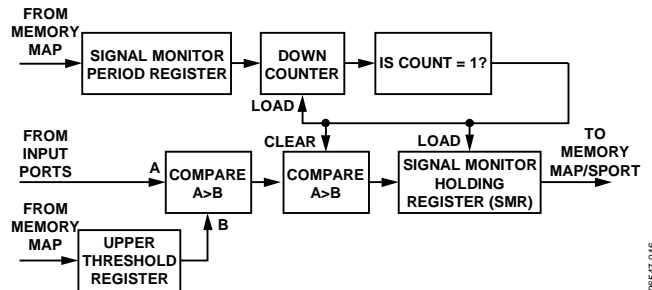 FROM
MEMORY
MAP
SIGNAL MONITOR
PERIOD REGISTER
DOWN
COUNTER
IS COUNT = 1?
LOAD
FROM
INPUT
PORTS
A
COMPARE
A>B
CLEAR
COMPARE
A>B
LOAD
SIGNAL MONITOR
HOLDING
REGISTER (SMR)
TO
MEMORY
MAP/SPORT
FROM
MEMORY
MAP
B
UPPER
THRESHOLD
REGISTER